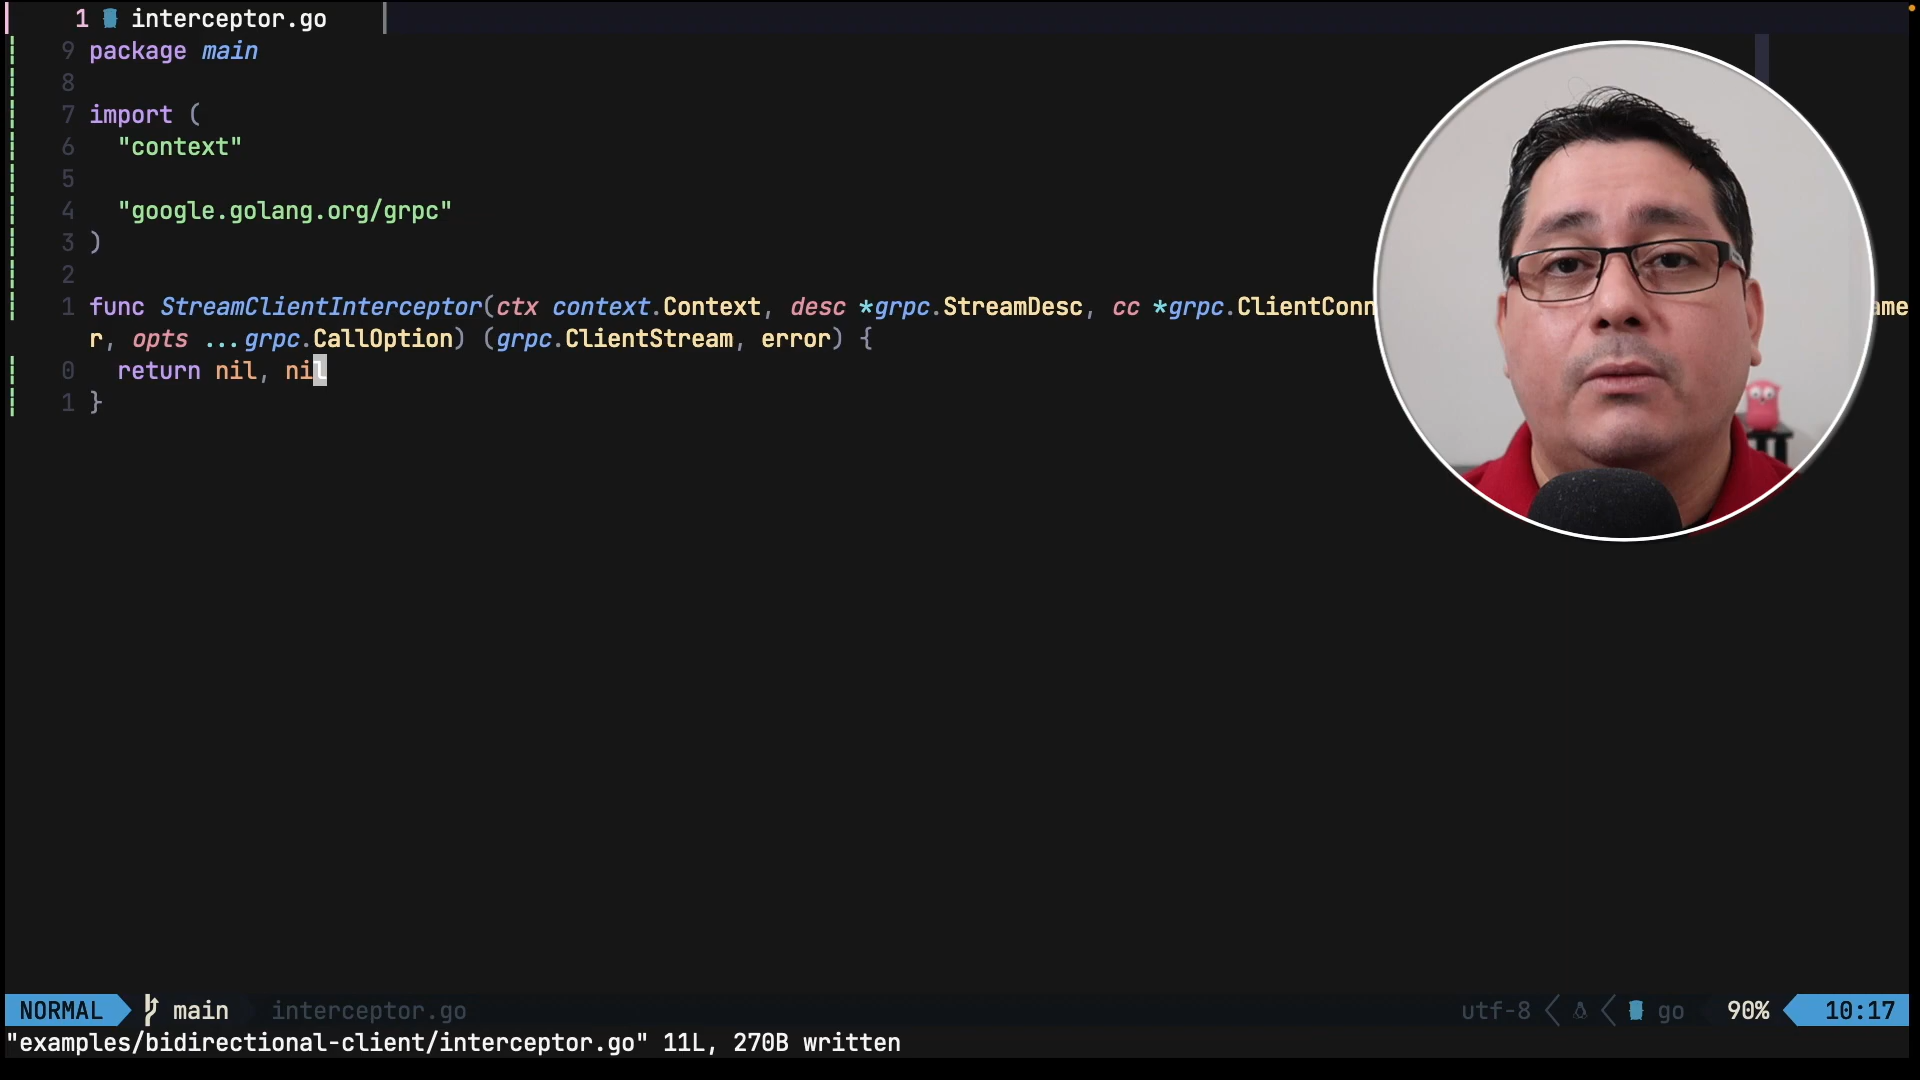 1 interceptor.go
9 package main
8
7 import (
6 "context"
5
4 "google.golang.org/grpc"
3 )
2
1 func StreamClientInterceptor(ctx context.Context, desc *grpc.StreamDesc, cc *grpc.ClientConn
r, opts ...grpc.CallOption) (grpc.ClientStream, error) {
0 return nil, nil
1 }
NORMAL main interceptor.go utf-8 go 90% 10:17
"examples/bidirectional-client/interceptor.go" 11L, 270B written